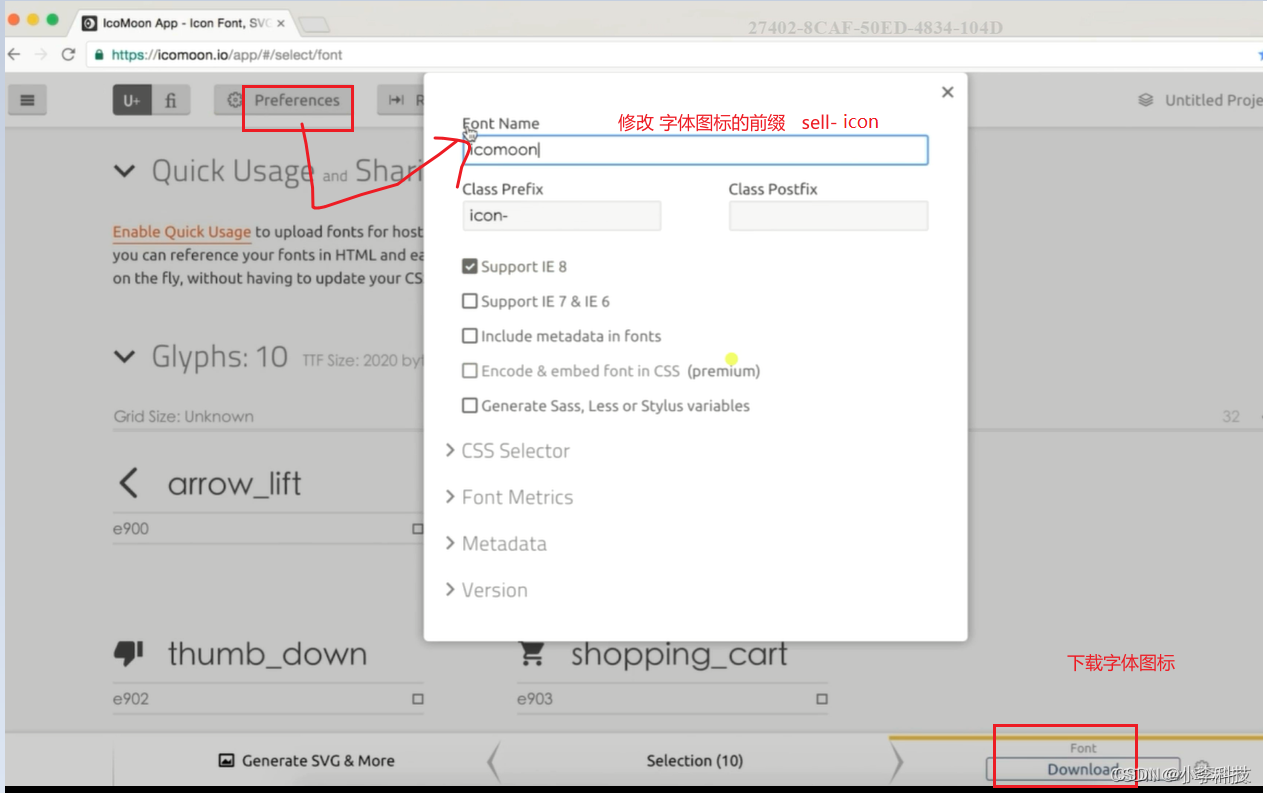 IcoMoon App - Icon Font, SVG
27402-8CAF-50ED-4834-104D
https://icomoon.io/app/#/select/font
U+
fi
Preferences
R
Untitled Proje
Font Name
修改 字体图标的前缀 sell- icon
icomoon
Quick Usage and Shari
Class Prefix
Class Postfix
icon-
Enable Quick Usage to upload fonts for host
you can reference your fonts in HTML and ea
on the fly, without having to update your CS
Support IE 8
Support IE 7 & IE 6
Include metadata in fonts
Encode & embed font in CSS (premium)
Generate Sass, Less or Stylus variables
Glyphs: 10 TTF Size: 2020 byt
Grid Size: Unknown
32
CSS Selector
Font Metrics
Metadata
Version
arrow_lift
e900
thumb_down
shopping_cart
下载字体图标
e902
e903
Generate SVG & More
Selection (10)
Font
Download
CSDN @小李科技